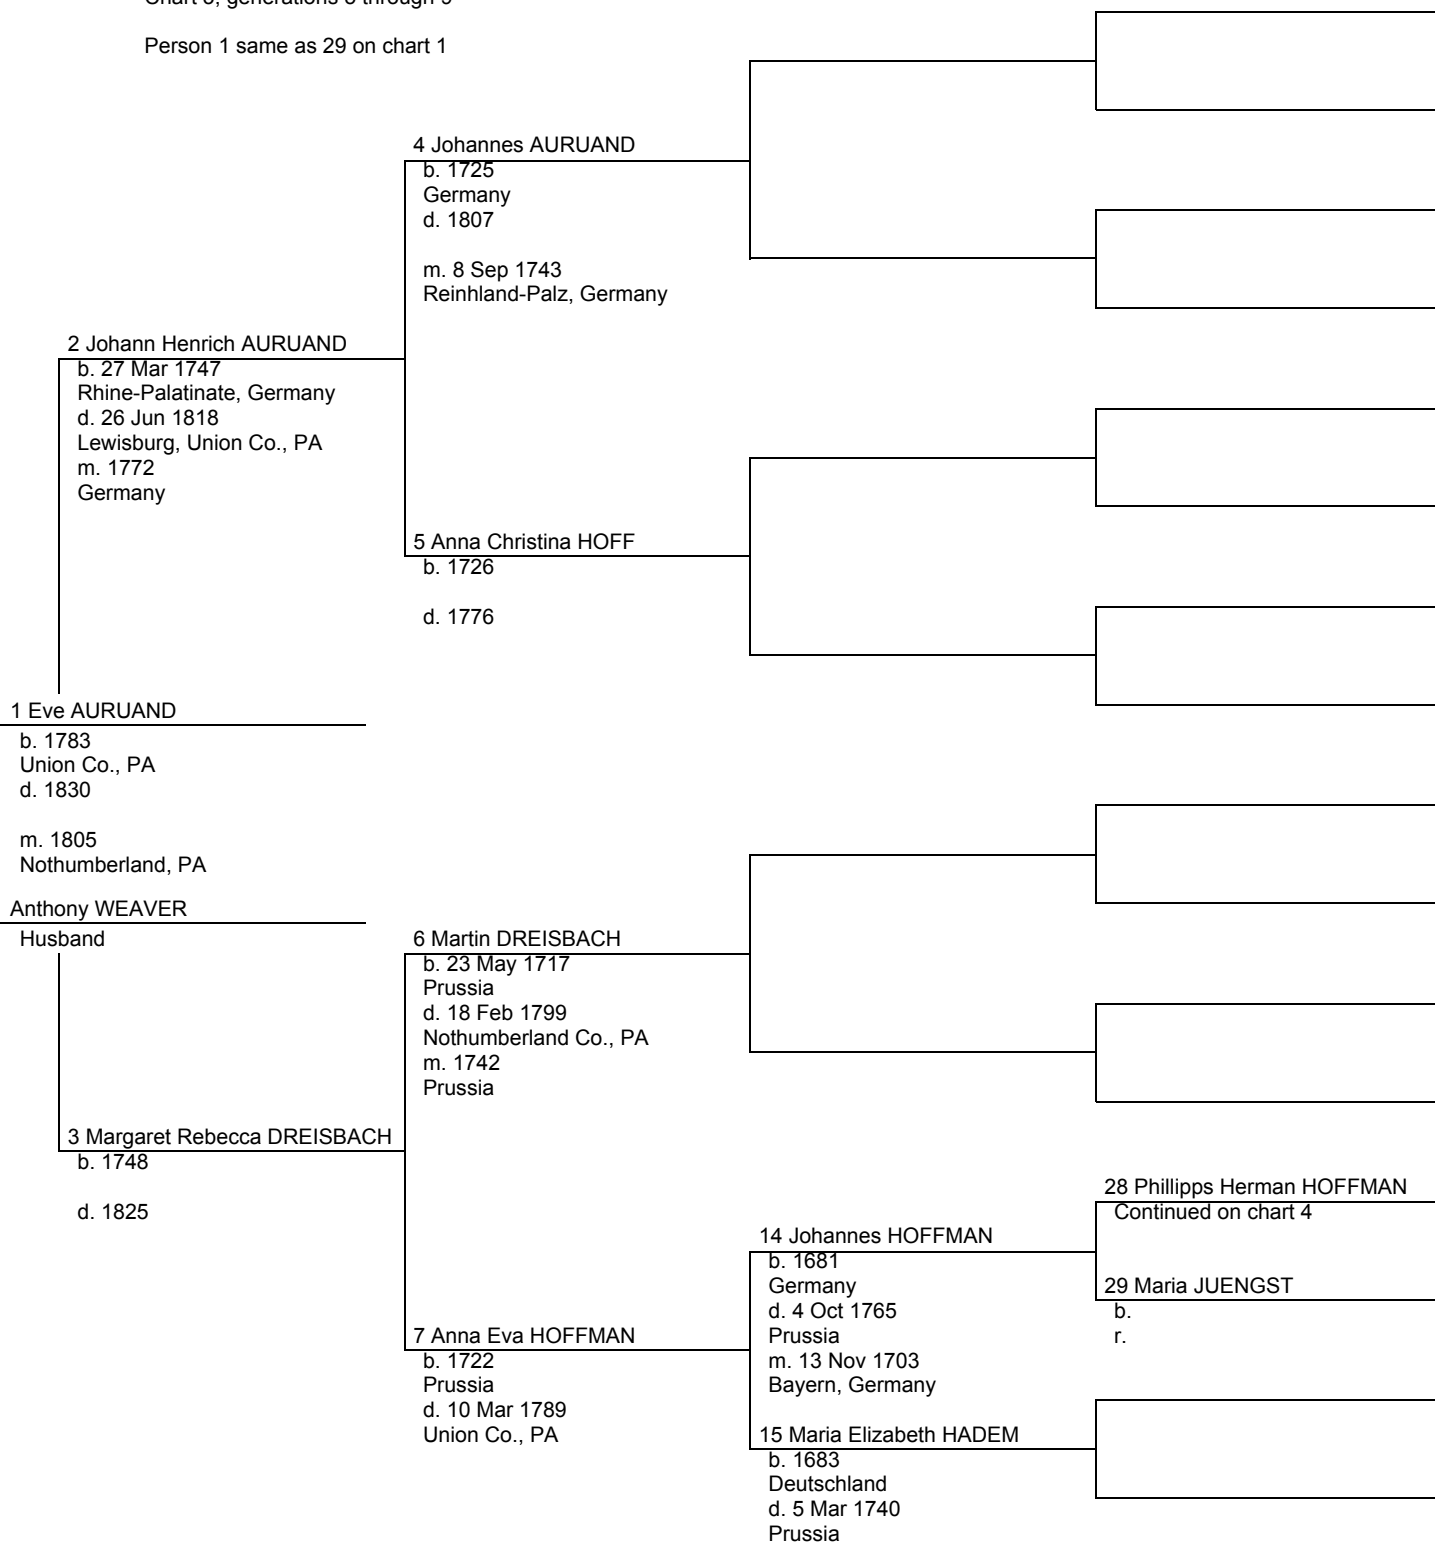 Person 1 same as 29 on chart 1
4 Johannes AURUAND
b. 1725
Germany
d. 1807
m. 8 Sep 1743
Reinhland-Palz, Germany
2 Johann Henrich AURUAND
b. 27 Mar 1747
Rhine-Palatinate, Germany
d. 26 Jun 1818
Lewisburg, Union Co., PA
m. 1772
Germany
5 Anna Christina HOFF
b. 1726
d. 1776
1 Eve AURUAND
b. 1783
Union Co., PA
d. 1830
m. 1805
Nothumberland, PA
Anthony WEAVER
Husband
6 Martin DREISBACH
b. 23 May 1717
Prussia
d. 18 Feb 1799
Nothumberland Co., PA
m. 1742
Prussia
3 Margaret Rebecca DREISBACH
b. 1748
d. 1825
28 Phillipps Herman HOFFMAN
Continued on chart 4
14 Johannes HOFFMAN
b. 1681
Germany
d. 4 Oct 1765
Prussia
m. 13 Nov 1703
Bayern, Germany
29 Maria JUENGST
b.
r.
7 Anna Eva HOFFMAN
b. 1722
Prussia
d. 10 Mar 1789
Union Co., PA
15 Maria Elizabeth HADEM
b. 1683
Deutschland
d. 5 Mar 1740
Prussia